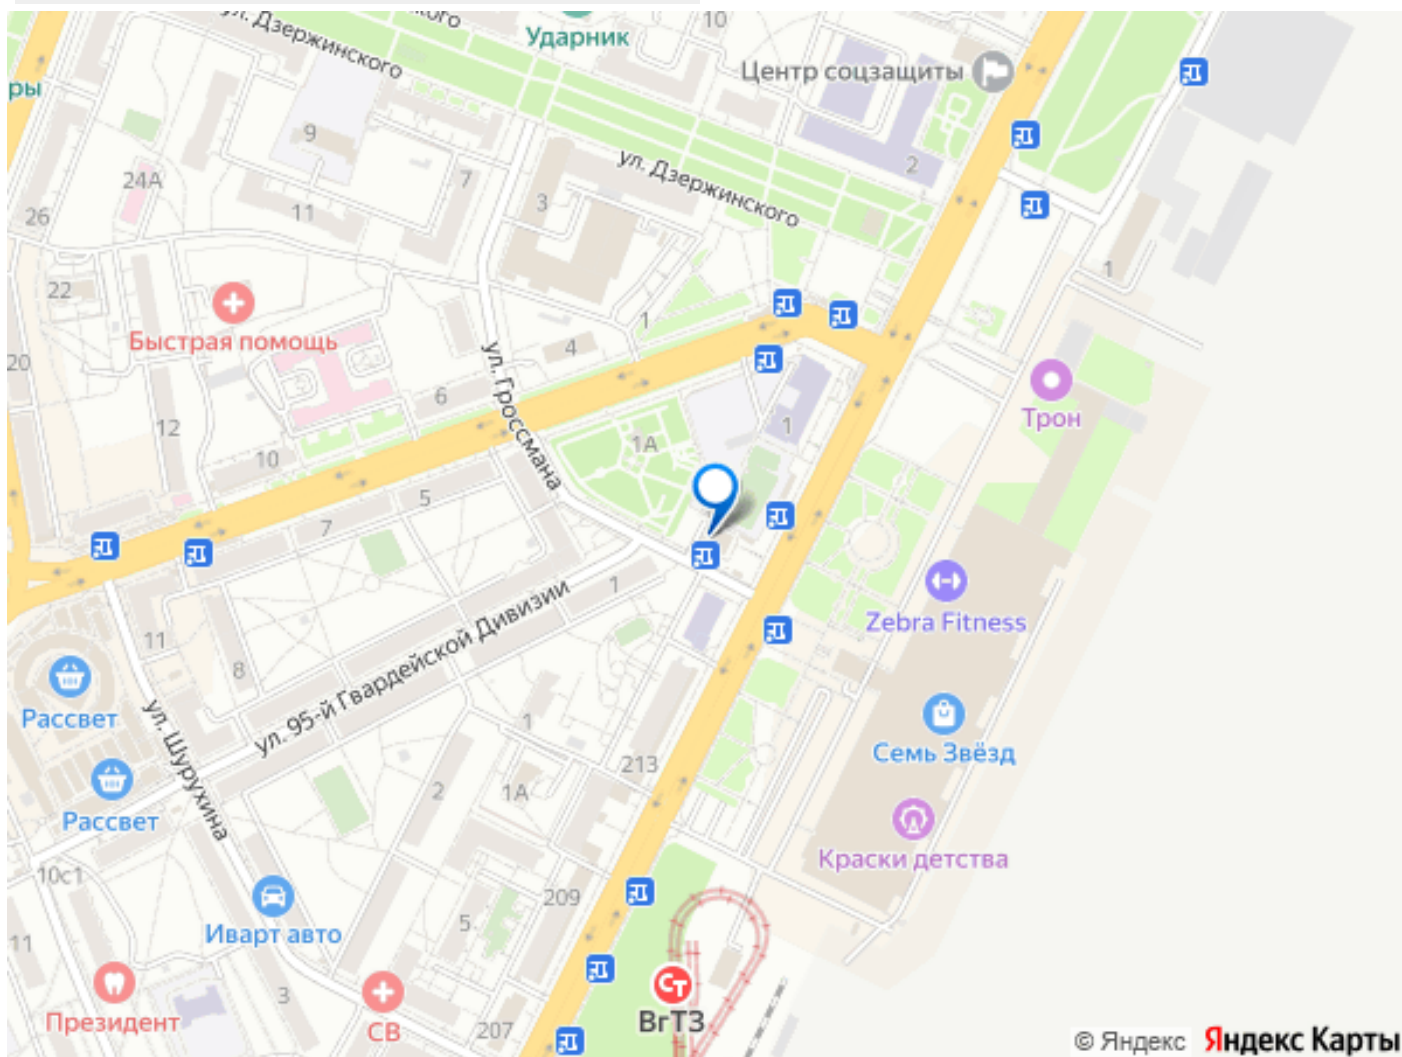 ул. Дзержинского
Ударник
10
Центр соцзащиты
ры
9
24А
7
11
3
ул. Дзержинского
2
26
22
Быстрая помощь
20
1
4
6
ул. Гроссмана
1
Трон
12
10
5
7
1А
1
ул. 95-й Гвардейской Дивизии
1
Zebra Fitness
11
8
Рассвет
ул. Шурухина
Рассвет
1
213
2
1А
Семь Звёзд
Краски детства
10с1
Иварт авто
5
209
11
Президент
3
СВ
207
Ст
ВгТЗ
© Яндекс Яндекс Карты